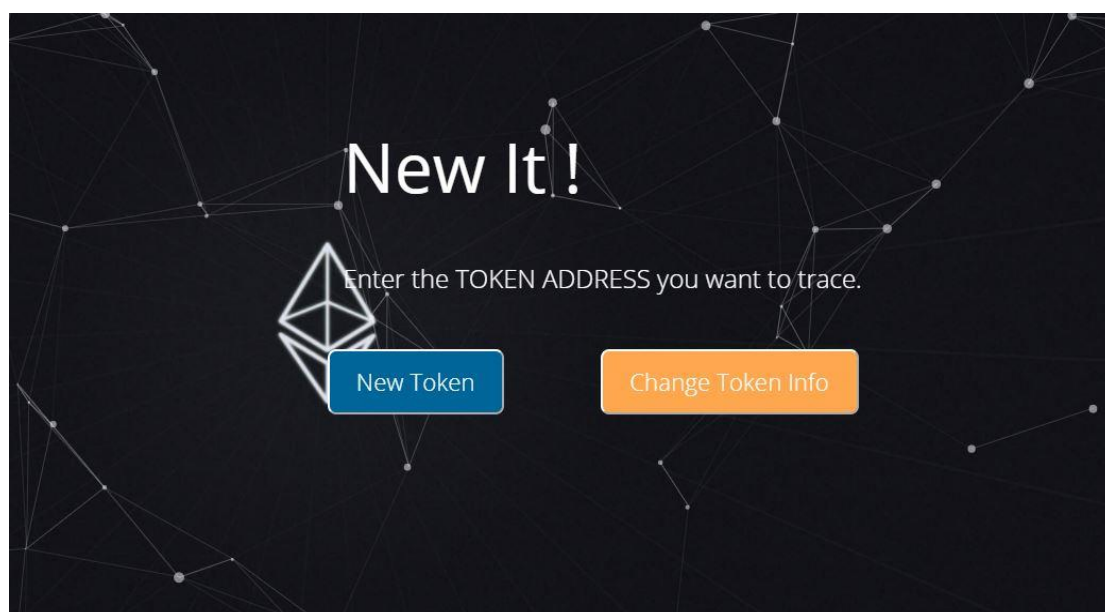 New It !
Enter the TOKEN ADDRESS you want to trace.
New Token
Change Token Info